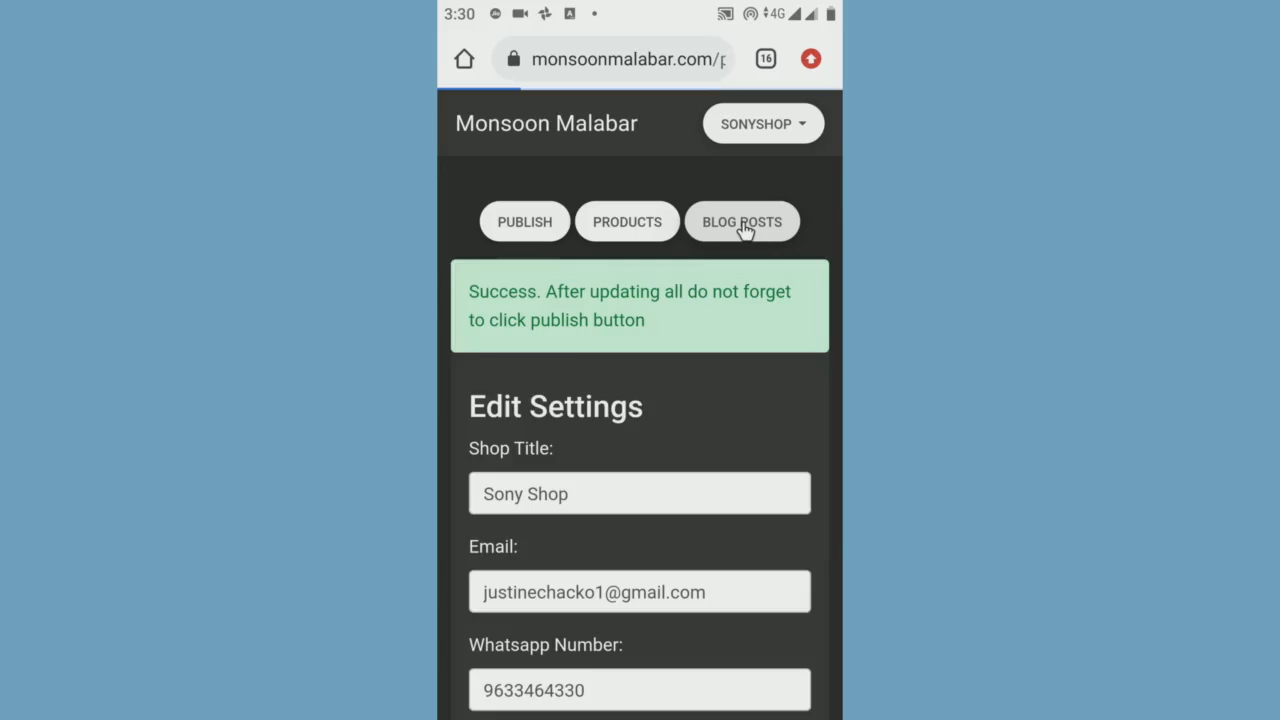 3:30
4G
monsoonmalabar.com/p
16
Monsoon Malabar
SONYSHOP
PUBLISH PRODUCTS BLOG POSTS
Success. After updating all do not forget
to click publish button
Edit Settings
Shop Title:
Sony Shop
Email:
justinechacko1@gmail.com
Whatsapp Number:
9633464330